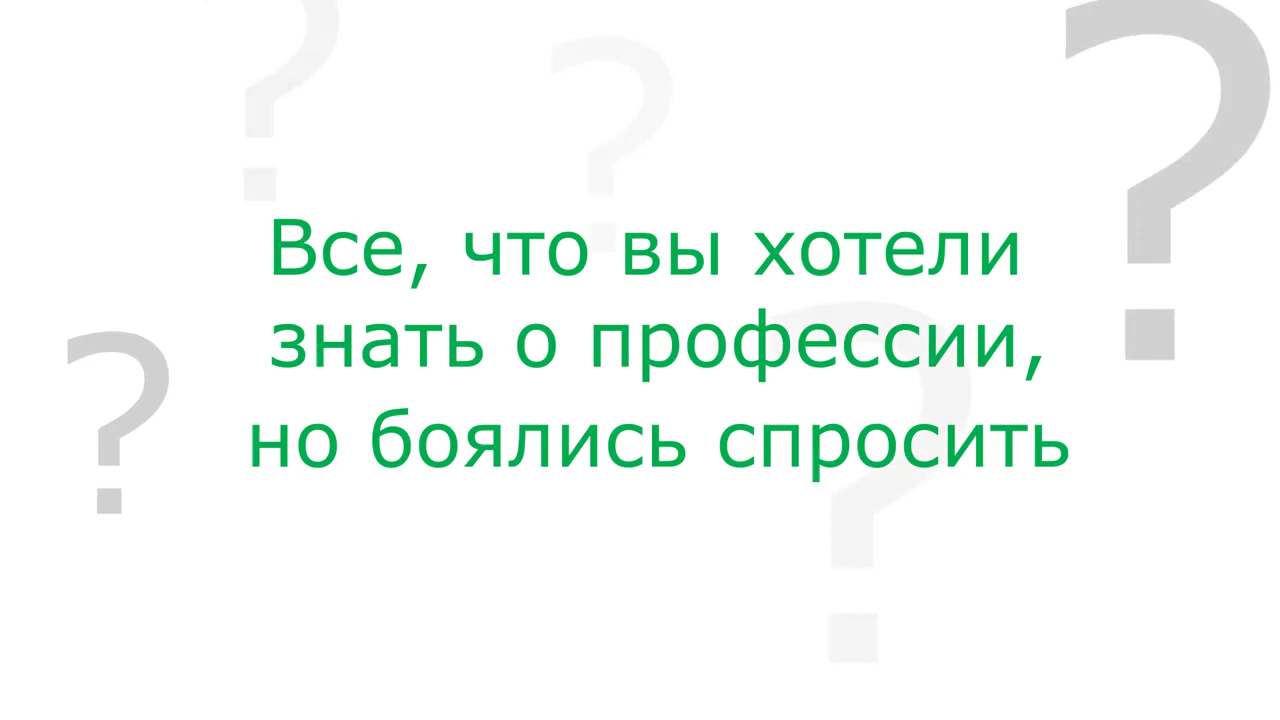 Все, что вы хотели
знать о профессии,
но боялись спросить